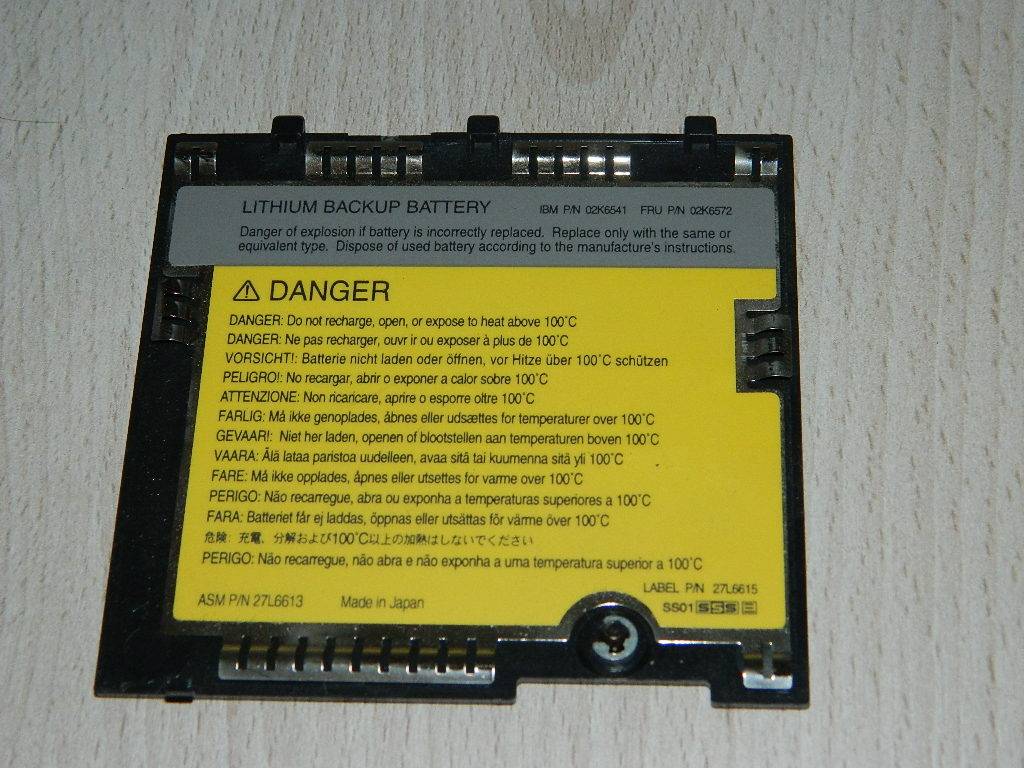 LITHIUM BACKUP BATTERY IBM P/N 02K6541 FRU P/N 02K6572
Danger of explosion if battery is incorrectly replaced. Replace only with the same or
equivalent type. Dispose of used battery according to the manufacture's instructions.
⚠ DANGER
DANGER: Do not recharge, open, or expose to heat above 100°C
DANGER: Ne pas recharger, ouvr ir ou exposer à plus de 100°C
VORSICHT!: Batterie nicht laden oder öffnen, vor Hitze über 100°C schützen
PELIGRO!: No recargar, abrir o exponer a calor sobre 100°C
ATTENZIONE: Non ricaricare, aprire o esporre oltre 100°C
FARLIG: Må ikke genoplades, åbnes eller udsættes for temperaturer over 100°C
GEVAAR!: Niet her laden, openen of blootstellen aan temperaturen boven 100°C
VAARA: Älä lataa paristoa uudelleen, avaa sitä tai kuumenna sitä yli 100°C
FARE: Må ikke opplades, åpnes eller utsettes for varme over 100°C
PERIGO: Não recarregue, abra ou exponha a temperaturas superiores a 100°C
FARA: Batteriet får ej laddas, öppnas eller utsättas för värme över 100°C
危険: 充電、分解および100°C以上の加熱はしないでください
PERIGO: Não recarregue, não abra e não exponha a uma temperatura superior a 100°C
LABEL P/N 27L6615
ASM P/N 27L6613 Made in Japan
SS01 SSS